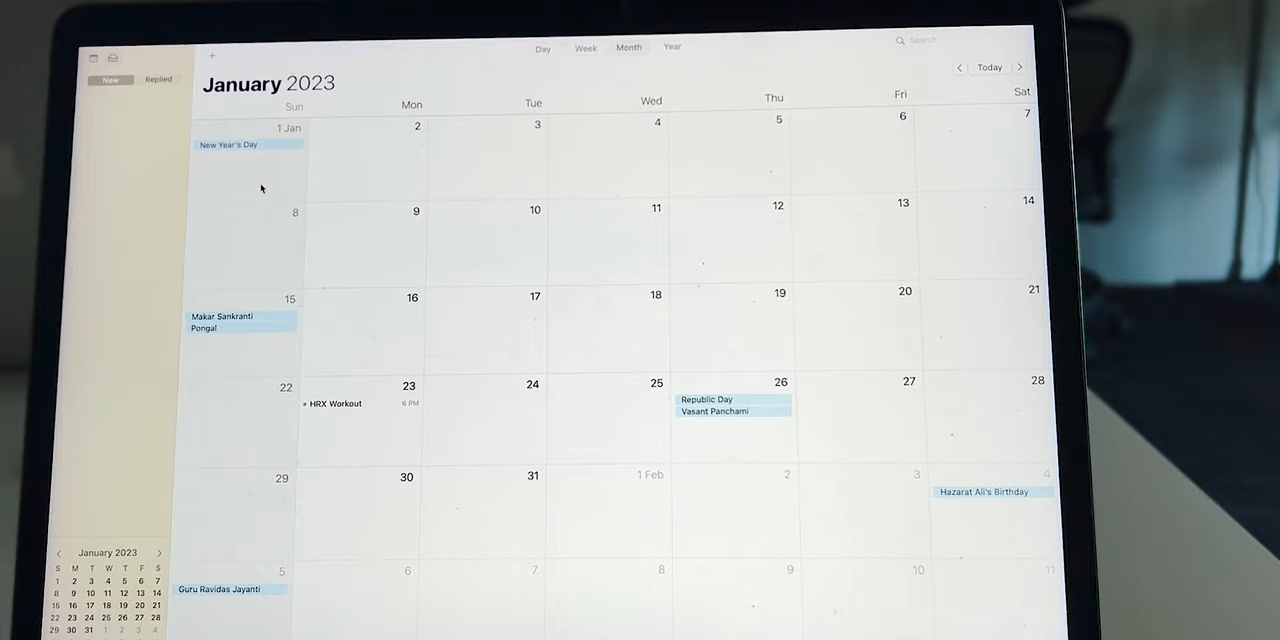 +
Day Week Month Year
Search
New Replied
January 2023
< Today >
Sun Mon Tue Wed Thu Fri Sat
1 Jan 2 3 4 5 6 7
New Year's Day
8 9 10 11 12 13 14
15 16 17 18 19 20 21
Makar Sankranti
Pongal
22 23 24 25 26 27 28
HRX Workout 6 PM
Republic Day
Vasant Panchami
29 30 31 1 Feb 2 3 4
Hazarat Ali's Birthday
5 6 7 8 9 10 11
Guru Ravidas Jayanti
< January 2023 >
S M T W T F S
1 2 3 4 5 6 7
8 9 10 11 12 13 14
15 16 17 18 19 20 21
22 23 24 25 26 27 28
29 30 31 1 2 3 4